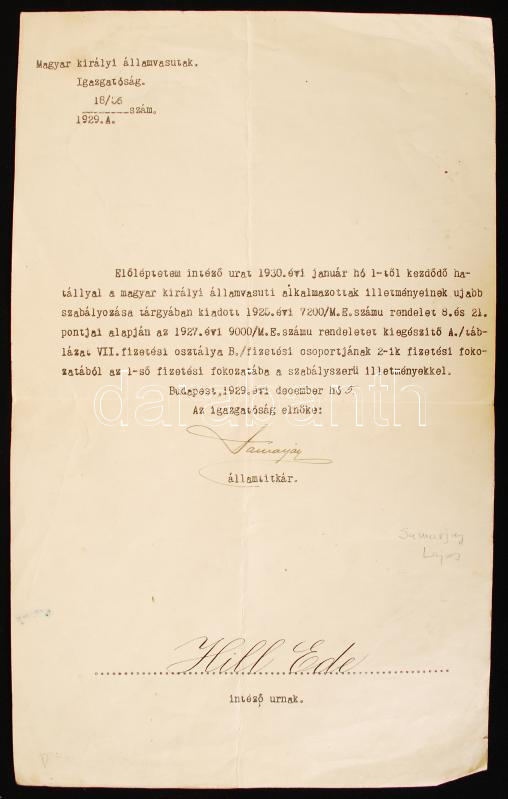 Magyar királyi államvasutak.
Igazgatóság.
18/56
szám.
1929.A.
Előléptetem intéző urat 1930.évi január hó 1-től kezdődő ha-
tállyal a magyar királyi államvasuti alkalmazottak illetményeinek ujabb
szabályozása tárgyában kiadott 1925.évi 7200/M.E.számu rendelet 8.és 21.
pontjai alapján az 1927.évi 9000/M.E.számu rendeletet kiegészitő A./táb-
lázat VII.fizetési osztálya B./fizetési csoportjának 2-ik fizetési foko-
zatából az 1-ső fizetési fokozatába a szabályszerü illetményekkel.
Budapest,1929.évi december hó
Az igazgatóság elnöke:
államtitkár.
Samarjay
Lajos
Hill Ede
intéző urnak.
darabanth